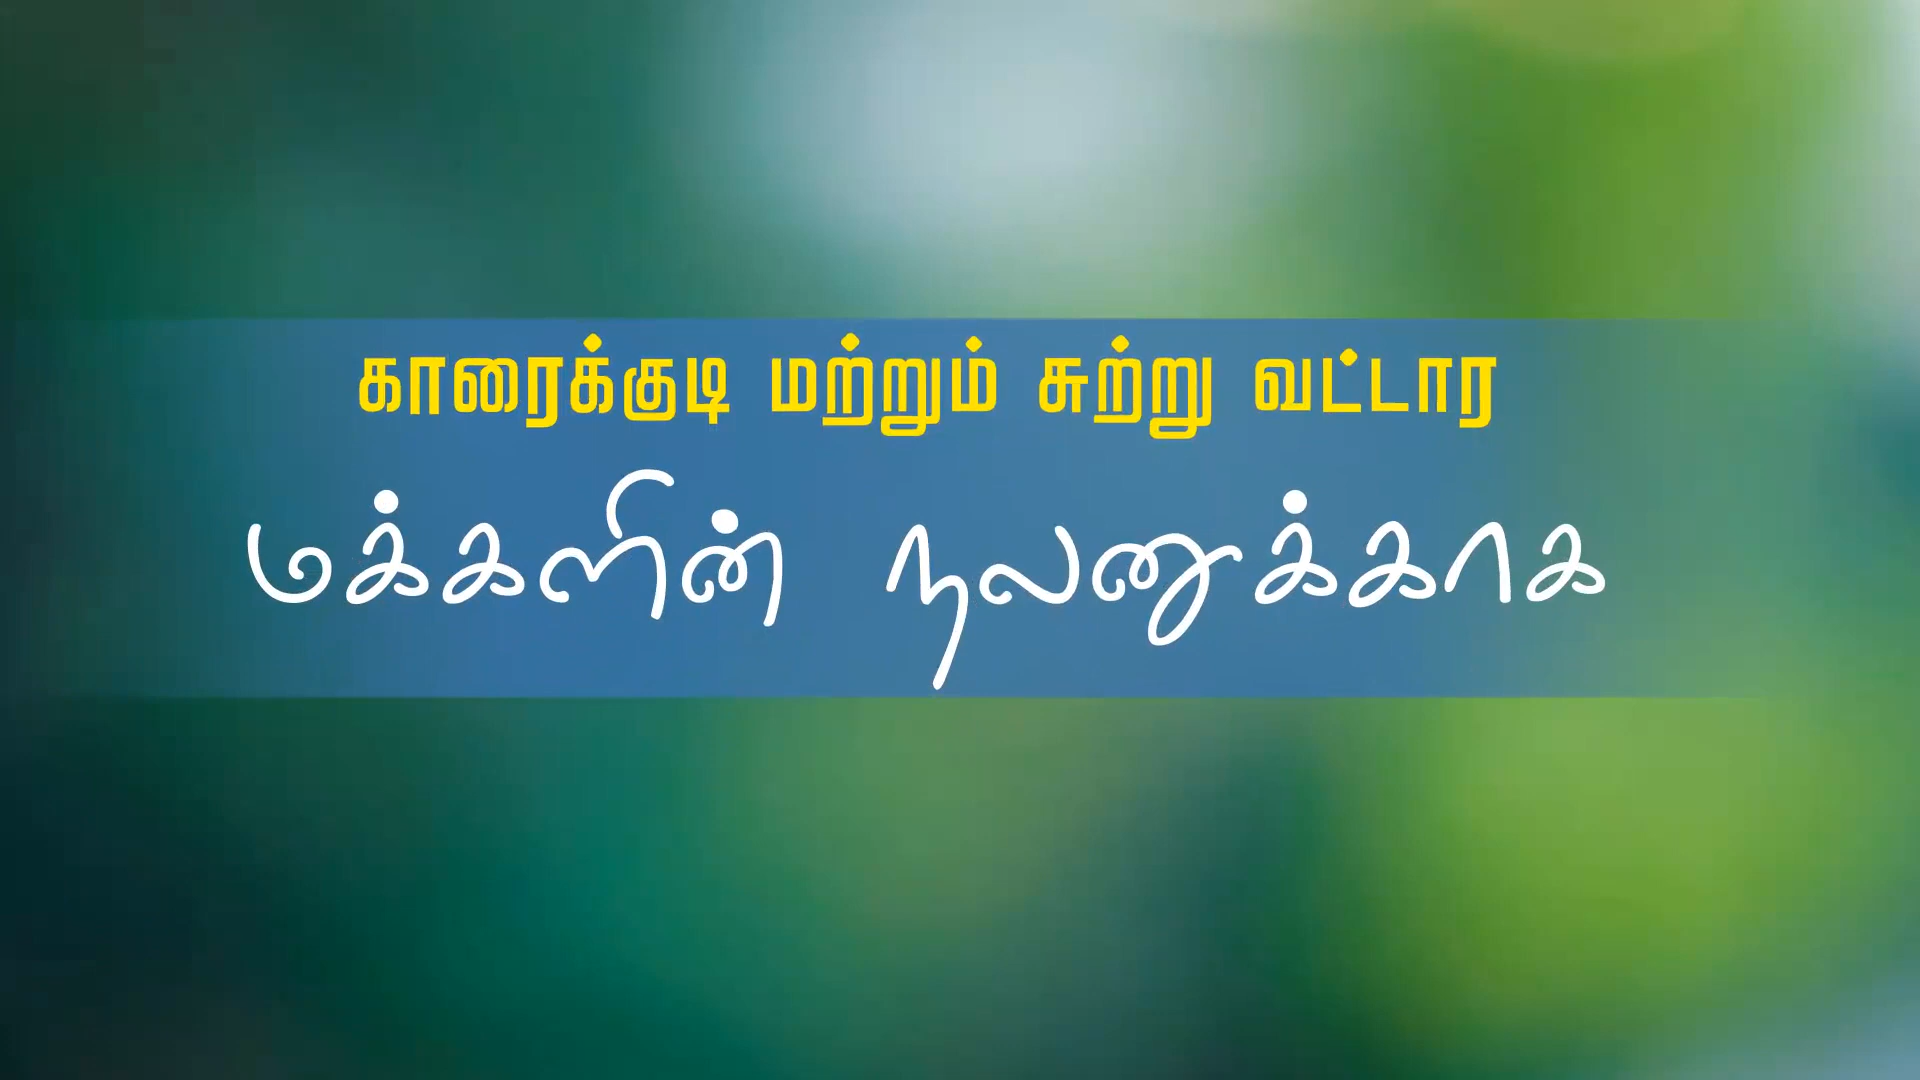 காரைக்குடி மற்றும் சுற்று வட்டார
மக்களின் நலனுக்காக